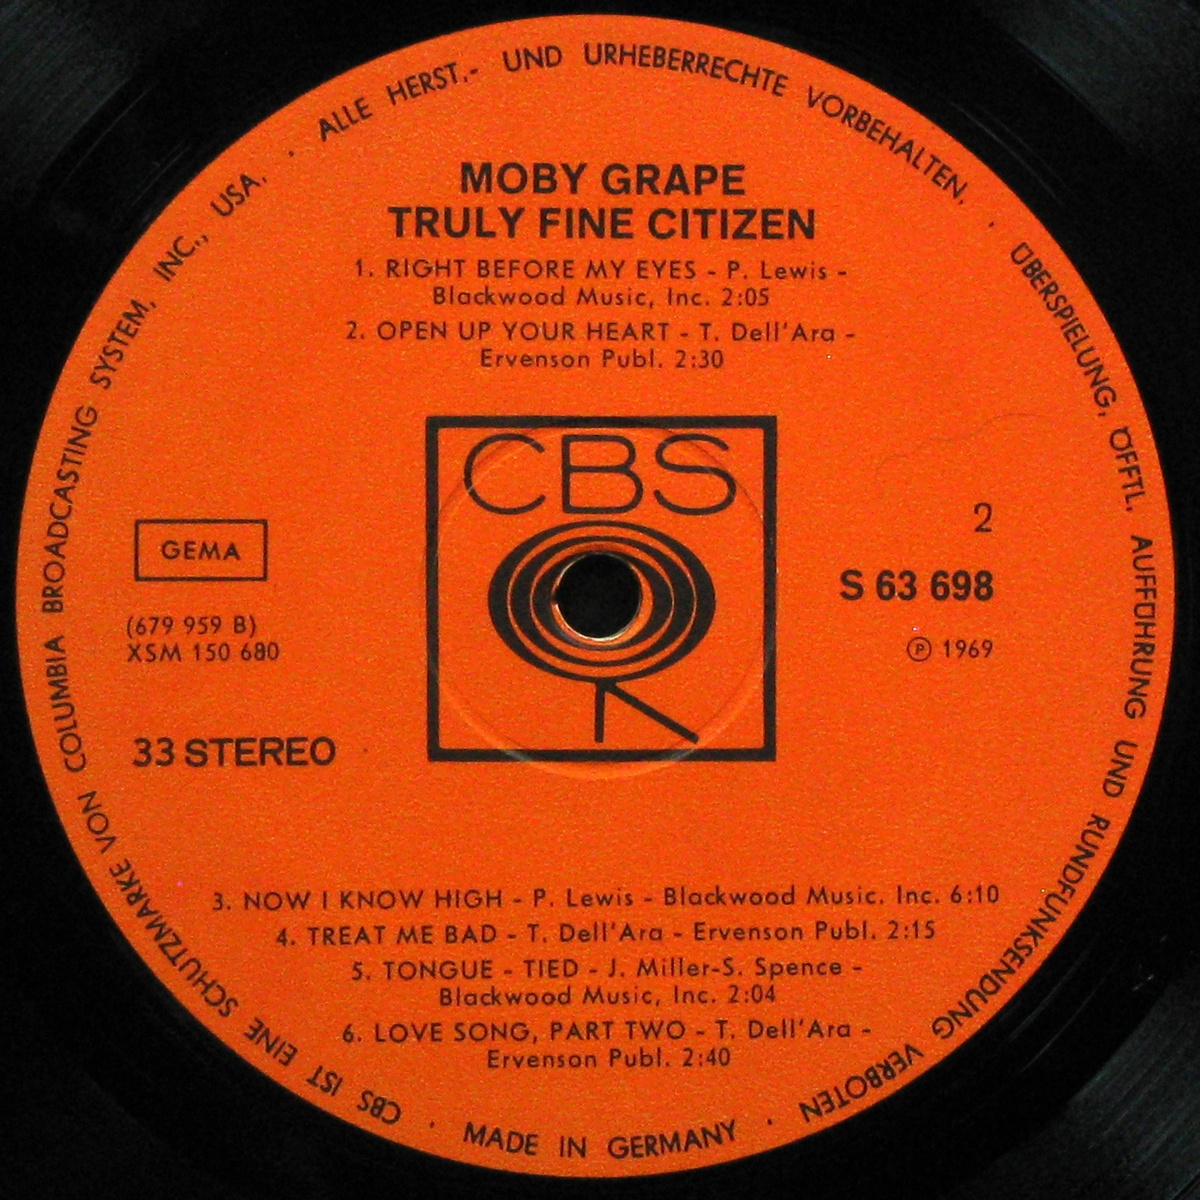 MOBY GRAPE
TRULY FINE CITIZEN
1. RIGHT BEFORE MY EYES - P. Lewis -
Blackwood Music, Inc. 2:05
2. OPEN UP YOUR HEART - T. Dell'Ara -
Ervenson Publ. 2:30
CBS
GEMA
(679 959 B)
XSM 150 680
33 STEREO
2
S 63 698
℗ 1969
3. NOW I KNOW HIGH - P. Lewis - Blackwood Music. Inc. 6:10
4. TREAT ME BAD - T. Dell'Ara - Ervenson Publ. 2:15
5. TONGUE - TIED - J. Miller-S. Spence -
Blackwood Music, Inc. 2:04
6. LOVE SONG, PART TWO - T. Dell'Ara -
Ervenson Publ. 2:40
CBS IST EINE SCHUTZMARKE VON COLUMBIA BROADCASTING SYSTEM, INC., USA. · ALLE HERST.- UND URHEBERRECHTE VORBEHALTEN. · ÜBERSPIELUNG, ÖFFTL. AUFFÜHRUNG UND RUNDFUNKSENDUNG VERBOTEN · MADE IN GERMANY ·